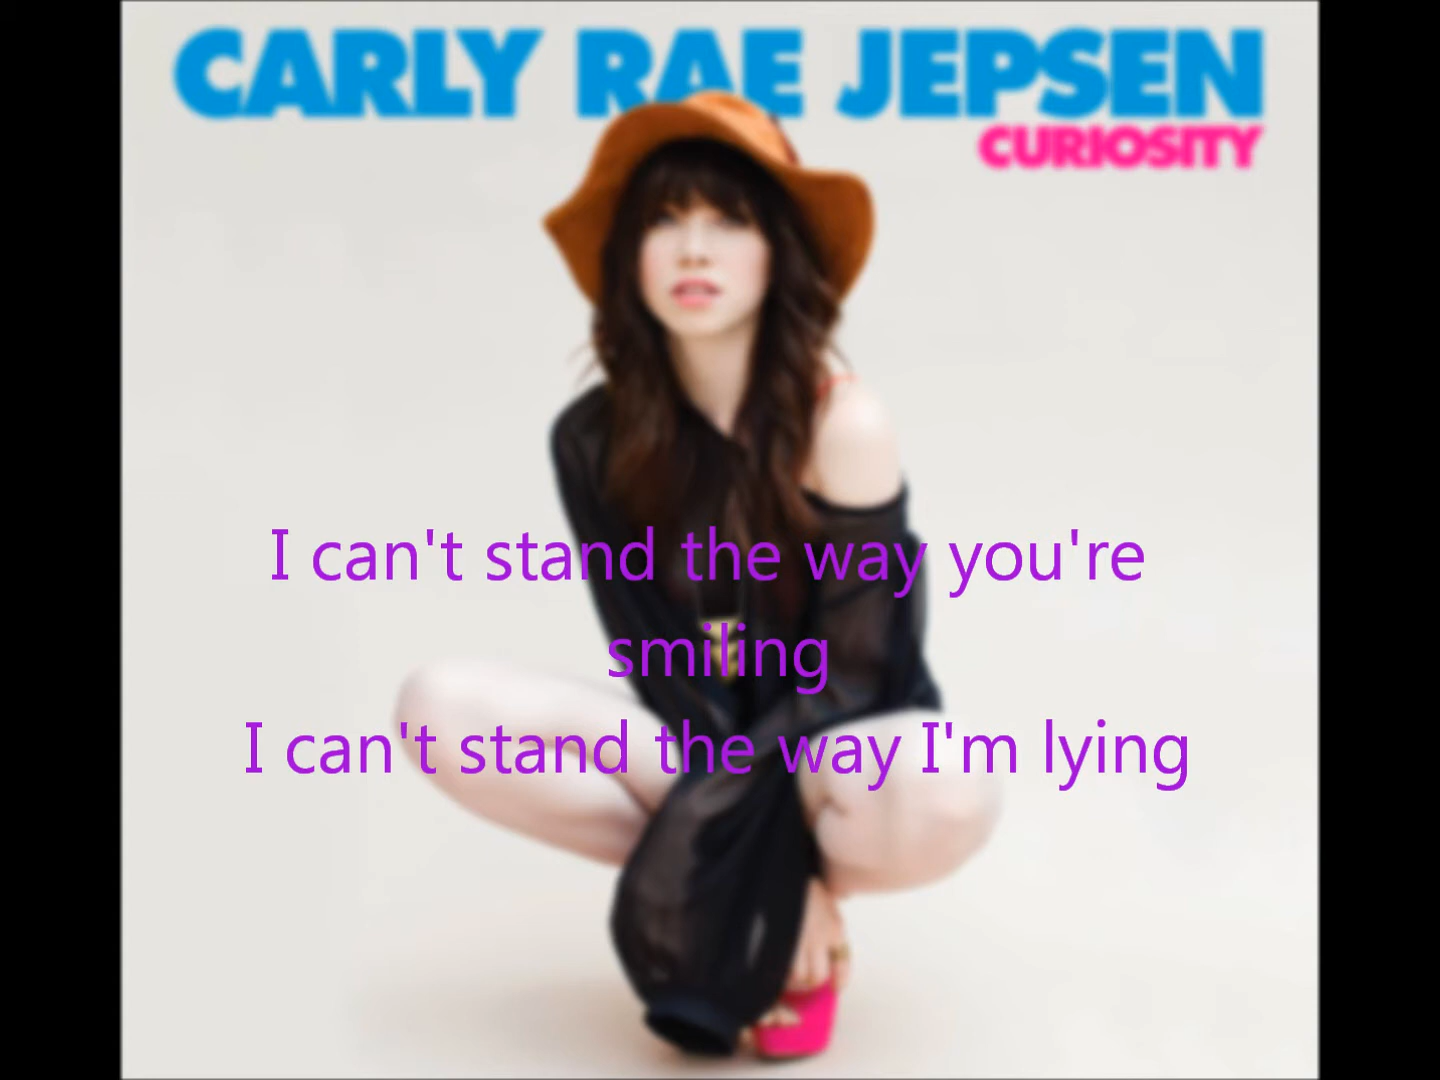 CARLY RAE JEPSEN
CURIOSITY
I can't stand the way you're
smiling
I can't stand the way I'm lying